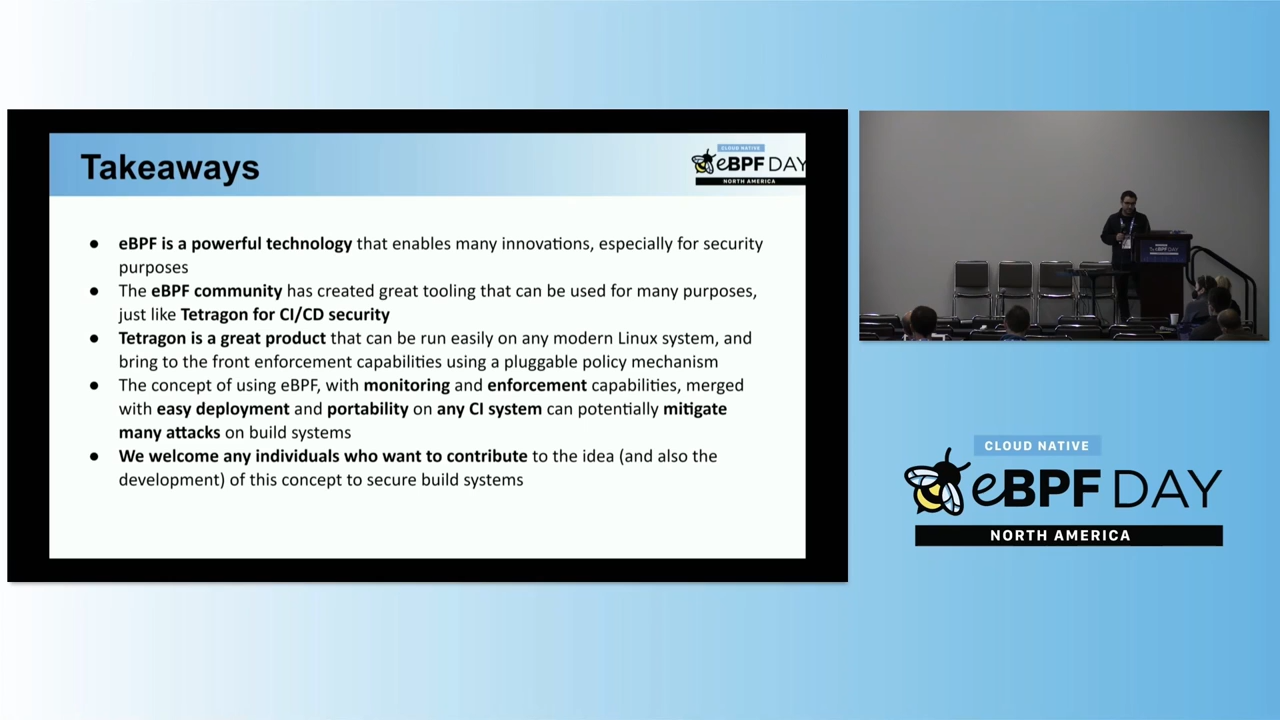 Takeaways
CLOUD NATIVE
eBPF DAY
NORTH AMERICA
● eBPF is a powerful technology that enables many innovations, especially for security
purposes
● The eBPF community has created great tooling that can be used for many purposes,
just like Tetragon for CI/CD security
● Tetragon is a great product that can be run easily on any modern Linux system, and
bring to the front enforcement capabilities using a pluggable policy mechanism
● The concept of using eBPF, with monitoring and enforcement capabilities, merged
with easy deployment and portability on any CI system can potentially mitigate
many attacks on build systems
● We welcome any individuals who want to contribute to the idea (and also the
development) of this concept to secure build systems
eBPF DAY
CLOUD NATIVE
eBPF DAY
NORTH AMERICA